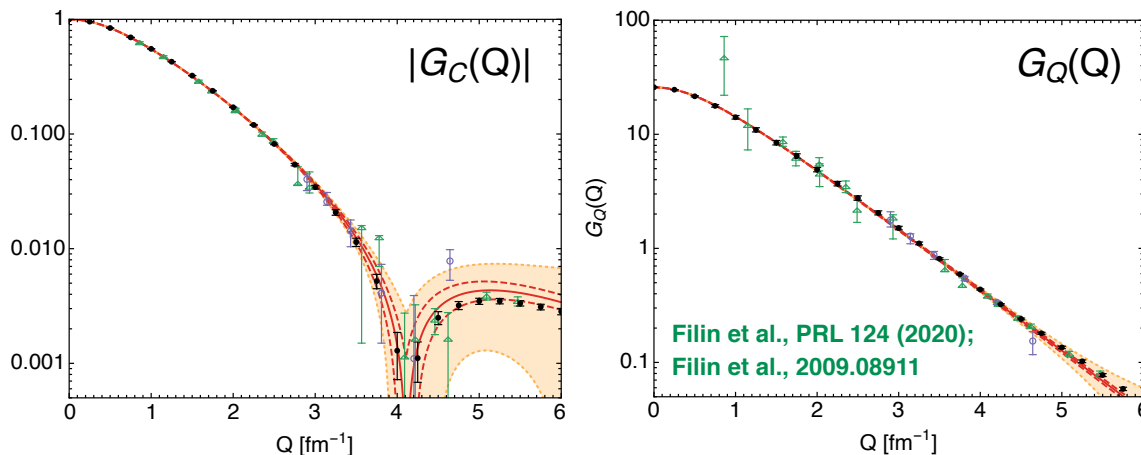 |G_C(Q)|
1
0.100
0.010
0.001
0 1 2 3 4 5 6
Q [fm⁻¹]
G_Q(Q)
G_Q(Q)
100
10
1
0.1
Filin et al., PRL 124 (2020);
Filin et al., 2009.08911
0 1 2 3 4 5 6
Q [fm⁻¹]